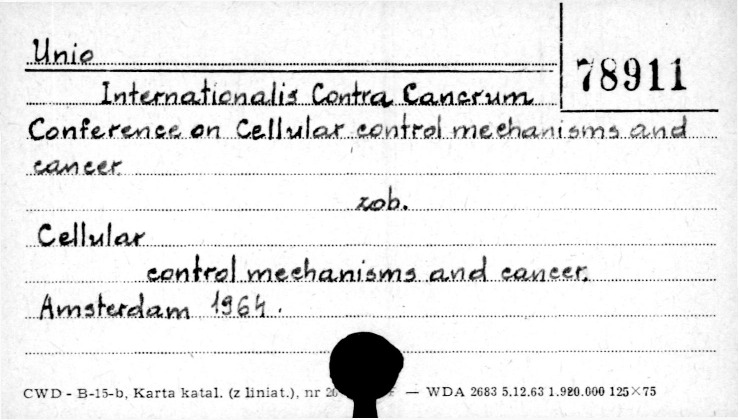 Unio
78911
Internationalis Contra Cancrum
Conference on Cellular control mechanisms and
cancer
zob.
Cellular
control mechanisms and cancer.
Amsterdam 1964.
CWD - B-15-b, Karta katal. (z liniat.), nr — WDA 2683 5.12.63 1.920.000 125×75